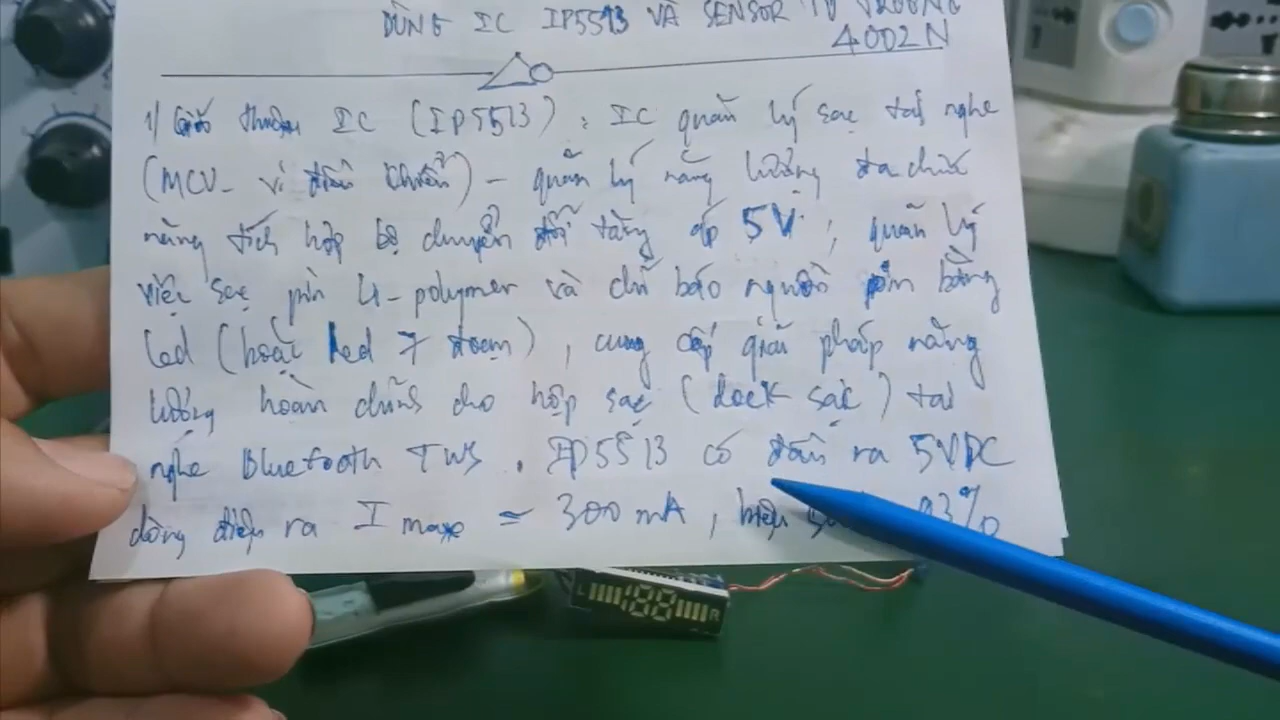 DÙNG IC IP5513 VÀ SENSOR TỪ TRƯỜNG
4002N
1/ Giới thiệu IC (IP5513): IC quản lý sạc tai nghe
(MCU- vi điều khiển) - quản lý năng lượng đa chức
năng tích hợp bộ chuyển đổi tăng áp 5V; quản lý
việc sạc pin Li-polymer và chỉ báo nguồn pin bằng
Led (hoặc Led 7 đoạn), cung cấp giải pháp năng
lượng hoàn chỉnh cho hộp sạc (dock sạc) tai
nghe Bluetooth TWS. IP5513 có đầu ra 5VDC
dòng điện ra I max = 300 mA, hiệu 93%
L 188 R